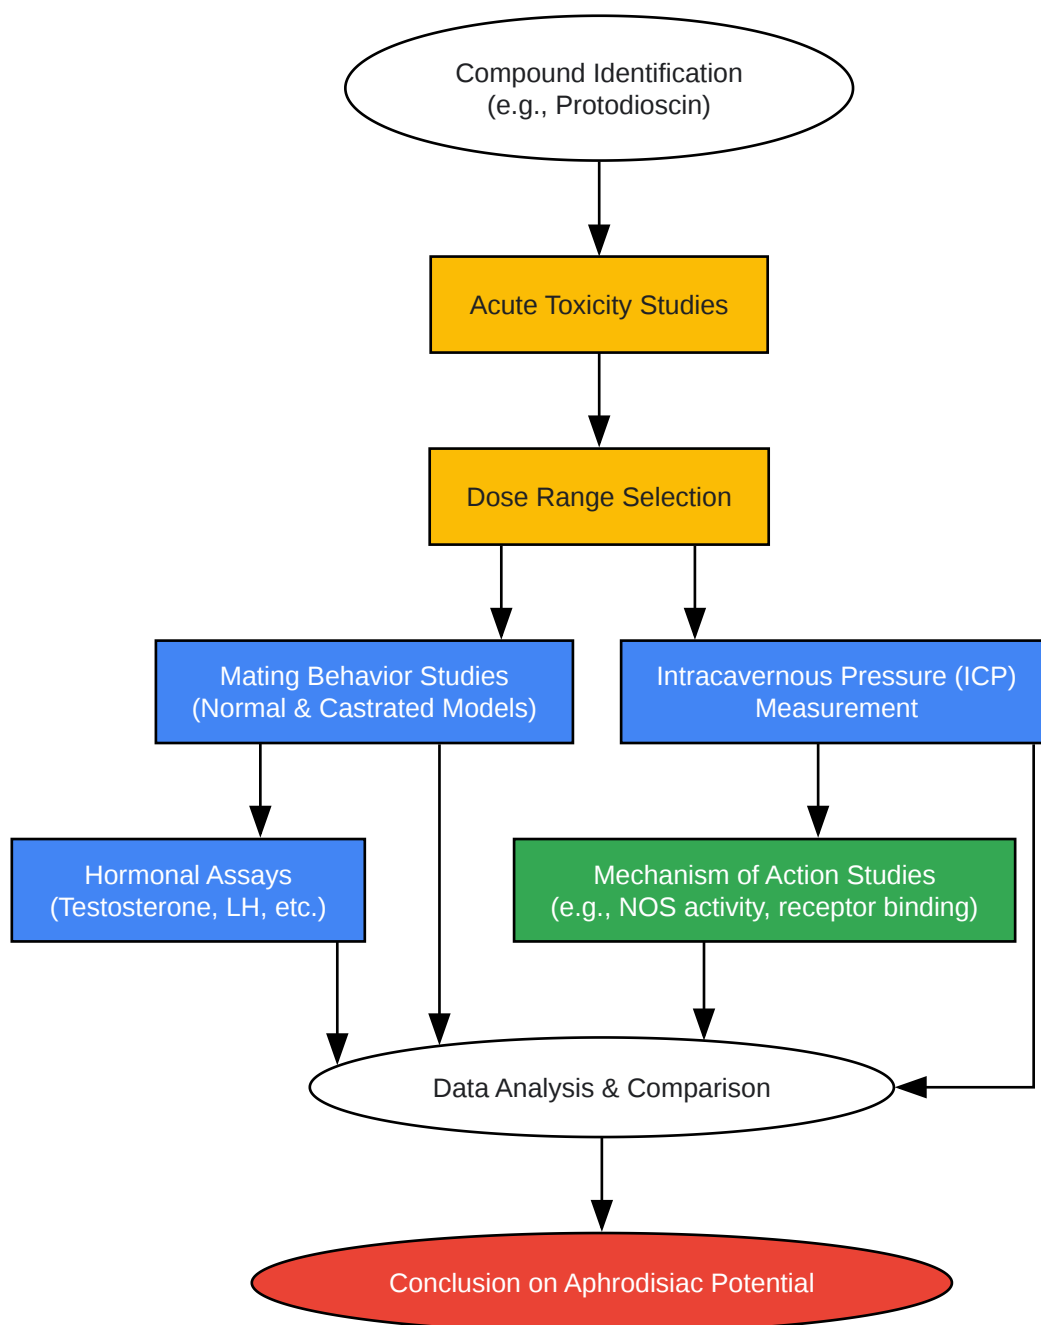 Compound Identification
(e.g., Protodioscin)
Acute Toxicity Studies
Dose Range Selection
Mating Behavior Studies
(Normal & Castrated Models)
Intracavernous Pressure (ICP)
Measurement
Hormonal Assays
(Testosterone, LH, etc.)
Mechanism of Action Studies
(e.g., NOS activity, receptor binding)
Data Analysis & Comparison
Conclusion on Aphrodisiac Potential